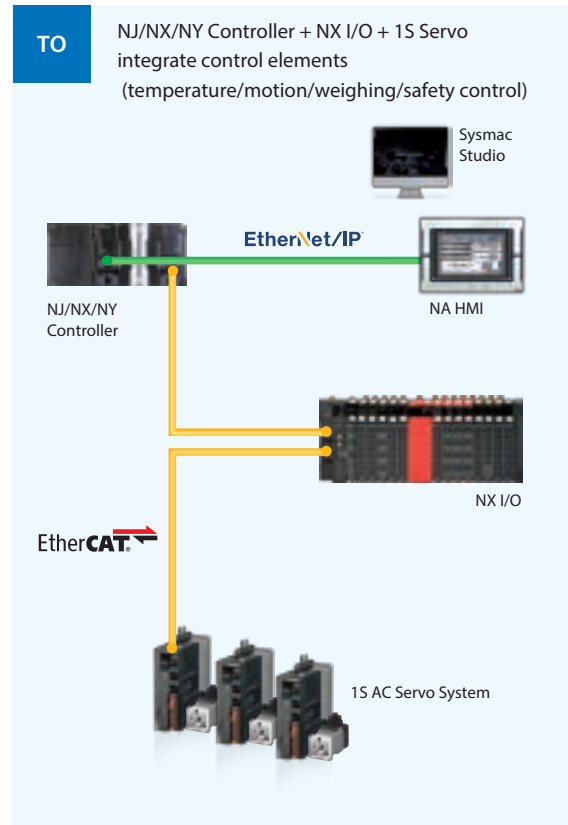 TO
NJ/NX/NY Controller + NX I/O + 1S Servo
integrate control elements
(temperature/motion/weighing/safety control)
Sysmac
Studio
EtherNet/IP
NJ/NX/NY
Controller
NA HMI
NX I/O
EtherCAT®
1S AC Servo System